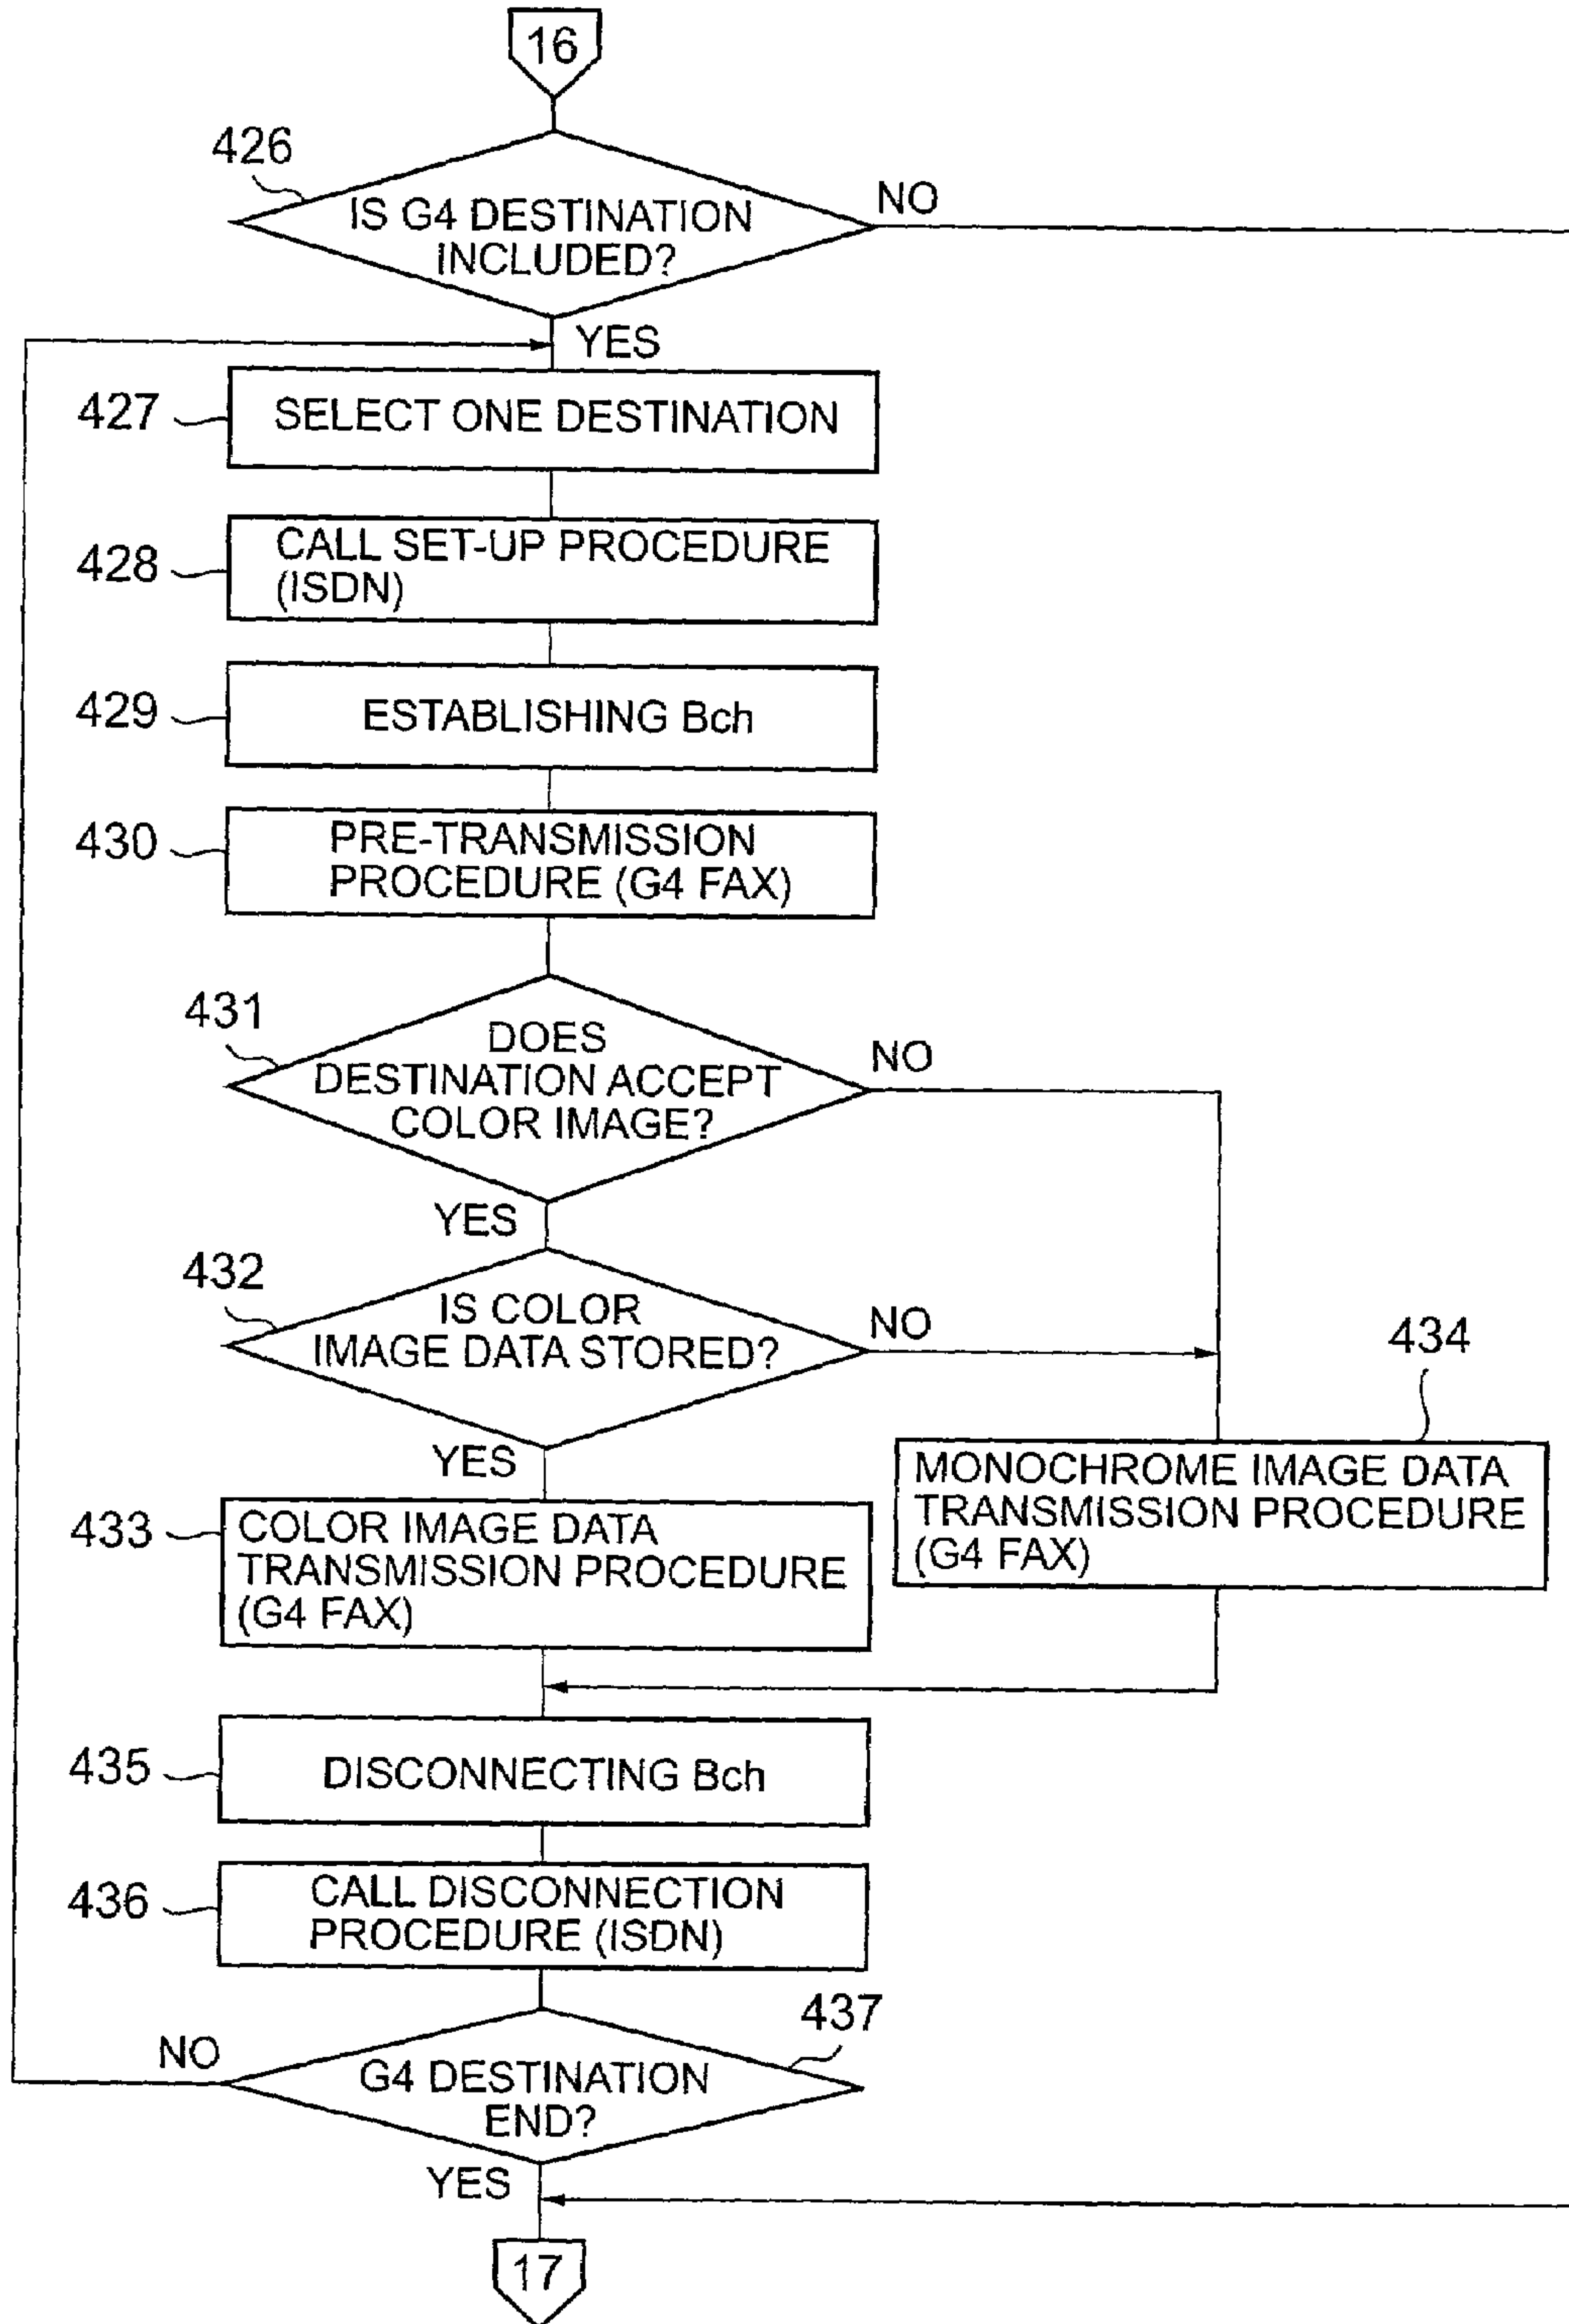 16
426
IS G4 DESTINATION
INCLUDED?
NO
YES
427
SELECT ONE DESTINATION
428
CALL SET-UP PROCEDURE
(ISDN)
429
ESTABLISHING Bch
430
PRE-TRANSMISSION
PROCEDURE (G4 FAX)
431
DOES
DESTINATION ACCEPT
COLOR IMAGE?
NO
YES
432
IS COLOR
IMAGE DATA STORED?
NO
YES
434
MONOCHROME IMAGE DATA
TRANSMISSION PROCEDURE
(G4 FAX)
433
COLOR IMAGE DATA
TRANSMISSION PROCEDURE
(G4 FAX)
435
DISCONNECTING Bch
436
CALL DISCONNECTION
PROCEDURE (ISDN)
437
NO
G4 DESTINATION
END?
YES
17